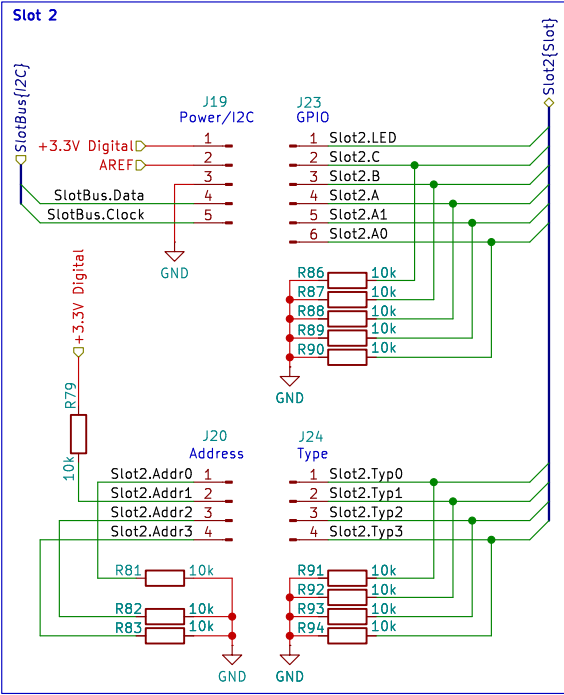 Slot 2
SlotBus{I2C}
Slot2{Slot}
J19
Power/I2C
J23
GPIO
+3.3V Digital
1
AREF
2
3
SlotBus.Data
4
SlotBus.Clock
5
GND
1
Slot2.LED
2
Slot2.C
3
Slot2.B
4
Slot2.A
5
Slot2.A1
6
Slot2.A0
R86
10k
R87
10k
R88
10k
R89
10k
R90
10k
GND
+3.3V Digital
R79
10k
J20
Address
Slot2.Addr0
1
Slot2.Addr1
2
Slot2.Addr2
3
Slot2.Addr3
4
R81
10k
R82
10k
R83
10k
GND
J24
Type
1
Slot2.Typ0
2
Slot2.Typ1
3
Slot2.Typ2
4
Slot2.Typ3
R91
10k
R92
10k
R93
10k
R94
10k
GND